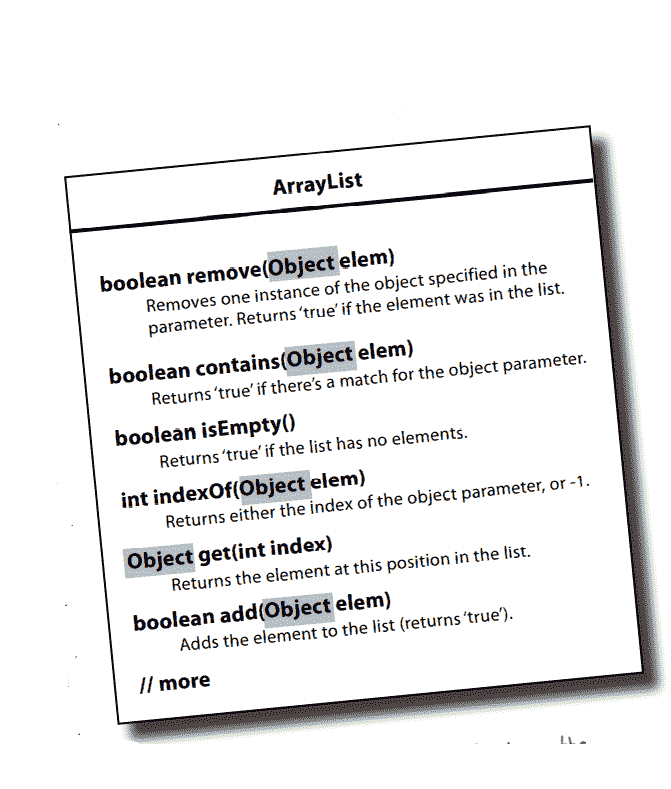 ArrayList
boolean remove(Object elem)
Removes one instance of the object specified in the
parameter. Returns ‘true’ if the element was in the list.
boolean contains(Object elem)
Returns ‘true’ if there’s a match for the object parameter.
boolean isEmpty()
Returns ‘true’ if the list has no elements.
int indexOf(Object elem)
Returns either the index of the object parameter, or -1.
Object get(int index)
Returns the element at this position in the list.
boolean add(Object elem)
Adds the element to the list (returns ‘true’).
// more